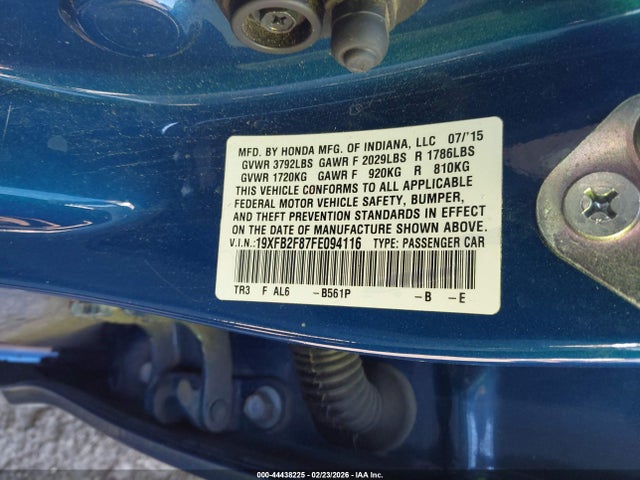 MFD. BY HONDA MFG. OF INDIANA, LLC 07/'15
GVWR 3792LBS GAWR F 2029LBS R 1786LBS
GVWR 1720KG GAWR F 920KG R 810KG
THIS VEHICLE CONFORMS TO ALL APPLICABLE
FEDERAL MOTOR VEHICLE SAFETY, BUMPER,
AND THEFT PREVENTION STANDARDS IN EFFECT
ON THE DATE OF MANUFACTURE SHOWN ABOVE.
V.I.N.:19XFB2F87FE094116 TYPE: PASSENGER CAR
TR3 F AL6 -B561P -B -E
000-44438225 - 02/23/2026 - IAA Inc.